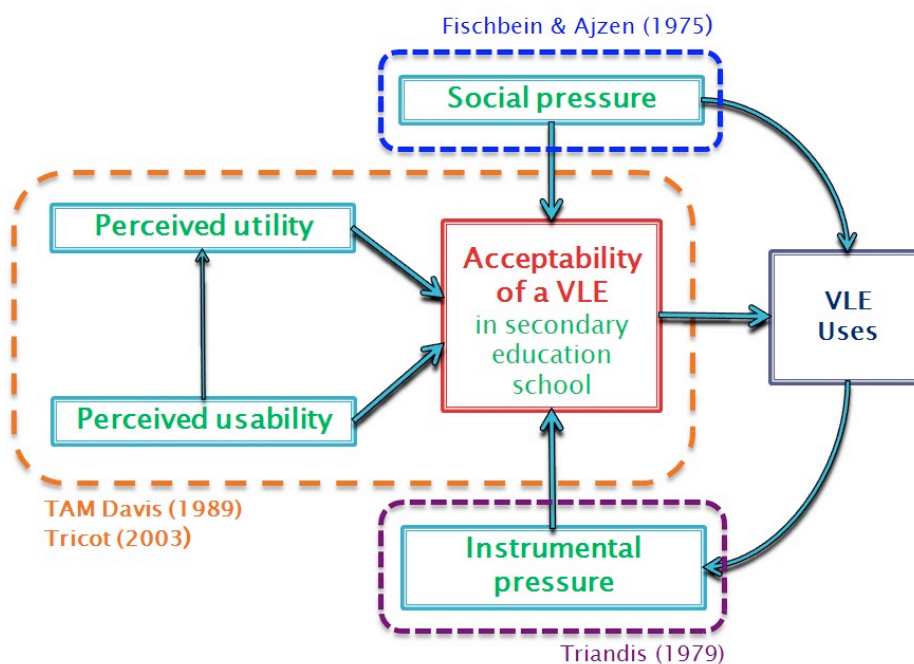 Fischbein & Ajzen (1975)
Social pressure
Perceived utility
Acceptability
of a VLE
in secondary
education
school
VLE
Uses
Perceived usability
TAM Davis (1989)
Tricot (2003)
Instrumental
pressure
Triandis (1979)